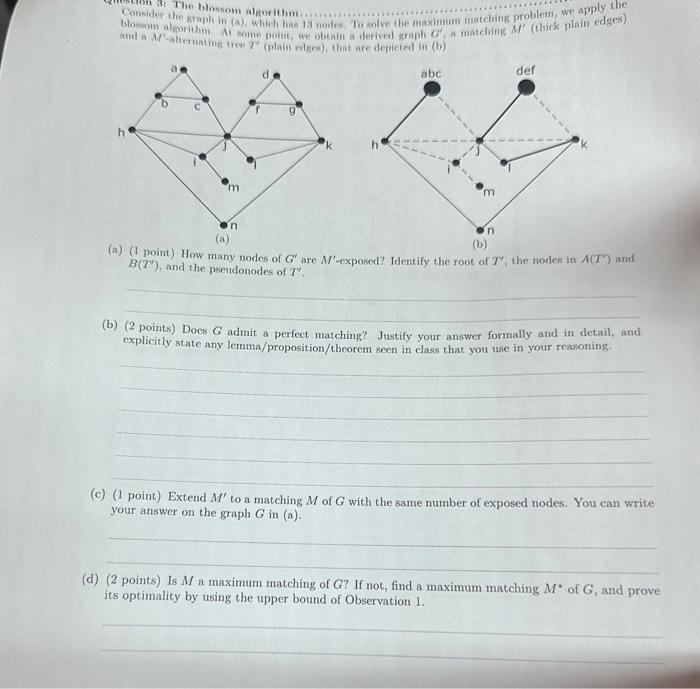 3: The blossom algorithm
Consider the graph in (a), which has 13 nodes. To solve the maximum matching problem, we apply the
blossom algorithm. At some point, we obtain a derived graph G', a matching M' (thick plain edges)
and a M'-alternating tree T' (plain edges), that are depicted in (b)
a d abc def
b c f g
h j k h j k
i l i l
m m
n n
(a) (b)
(a) (1 point) How many nodes of G' are M'-exposed? Identify the root of T', the nodes in A(T') and
B(T'), and the pseudonodes of T'.
(b) (2 points) Does G admit a perfect matching? Justify your answer formally and in detail, and
explicitly state any lemma/proposition/theorem seen in class that you use in your reasoning.
(c) (1 point) Extend M' to a matching M of G with the same number of exposed nodes. You can write
your answer on the graph G in (a).
(d) (2 points) Is M a maximum matching of G? If not, find a maximum matching M* of G, and prove
its optimality by using the upper bound of Observation 1.